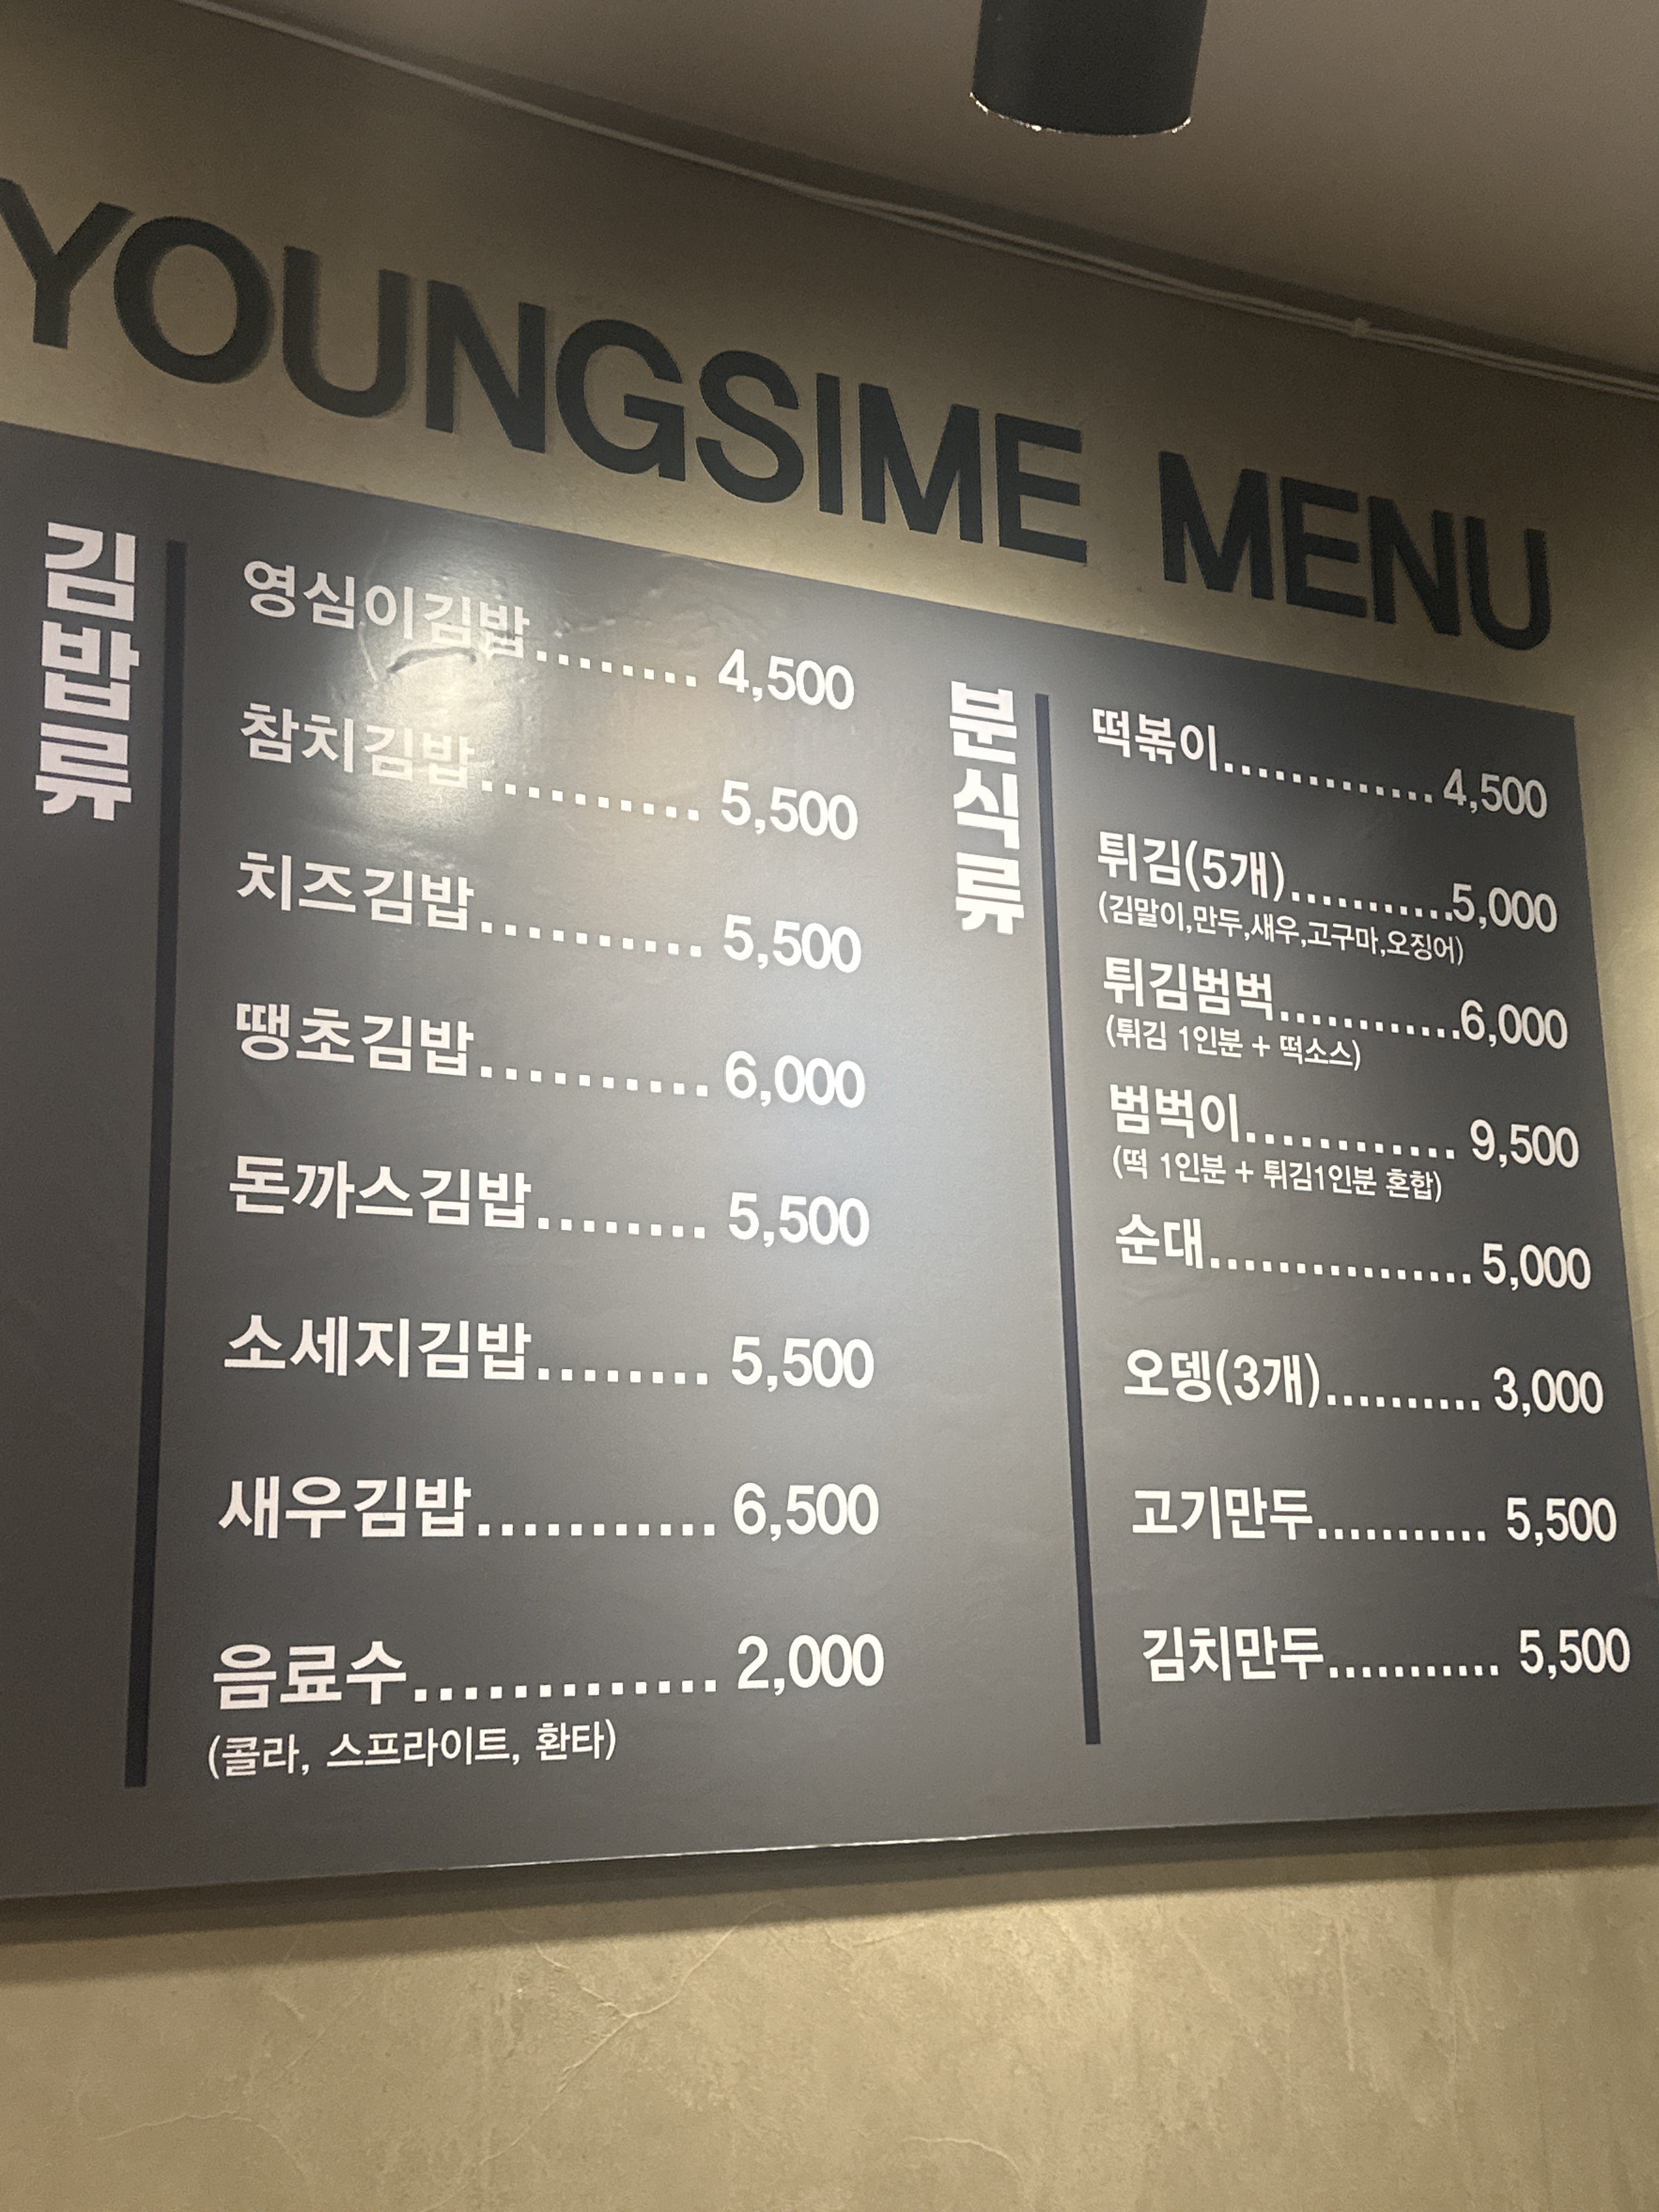 YOUNGSIME MENU
김밥류
영심이김밥........ 4,500
참치김밥.......... 5,500
치즈김밥.......... 5,500
땡초김밥.......... 6,000
돈까스김밥........ 5,500
소세지김밥........ 5,500
새우김밥........... 6,500
음료수............. 2,000
(콜라, 스프라이트, 환타)
분식류
떡볶이............. 4,500
튀김(5개)...........5,000
(김말이,만두,새우,고구마,오징어)
튀김범벅............6,000
(튀김 1인분 + 떡소스)
범벅이............ 9,500
(떡 1인분 + 튀김1인분 혼합)
순대................ 5,000
오뎅(3개).......... 3,000
고기만두........... 5,500
김치만두........... 5,500